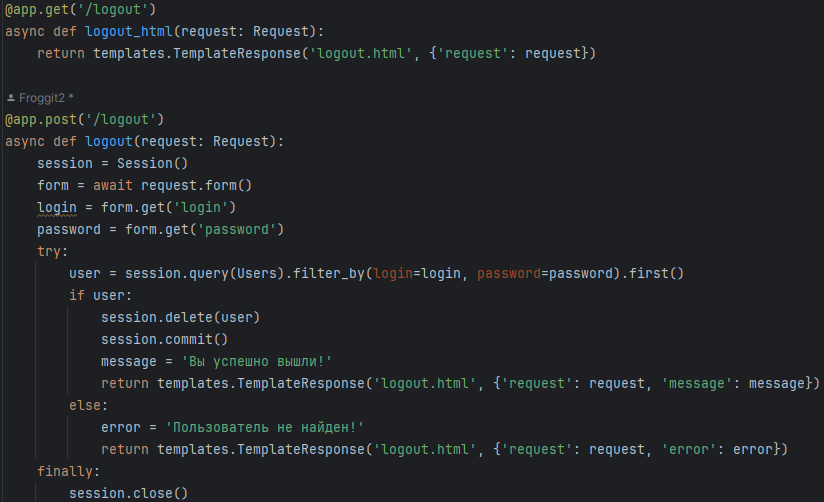 @app.get('/logout')
async def logout_html(request: Request):
    return templates.TemplateResponse('logout.html', {'request': request})
Froggit2 *
@app.post('/logout')
async def logout(request: Request):
    session = Session()
    form = await request.form()
    login = form.get('login')
    password = form.get('password')
    try:
        user = session.query(Users).filter_by(login=login, password=password).first()
        if user:
            session.delete(user)
            session.commit()
            message = 'Вы успешно вышли!'
            return templates.TemplateResponse('logout.html', {'request': request, 'message': message})
        else:
            error = 'Пользователь не найден!'
            return templates.TemplateResponse('logout.html', {'request': request, 'error': error})
    finally:
        session.close()